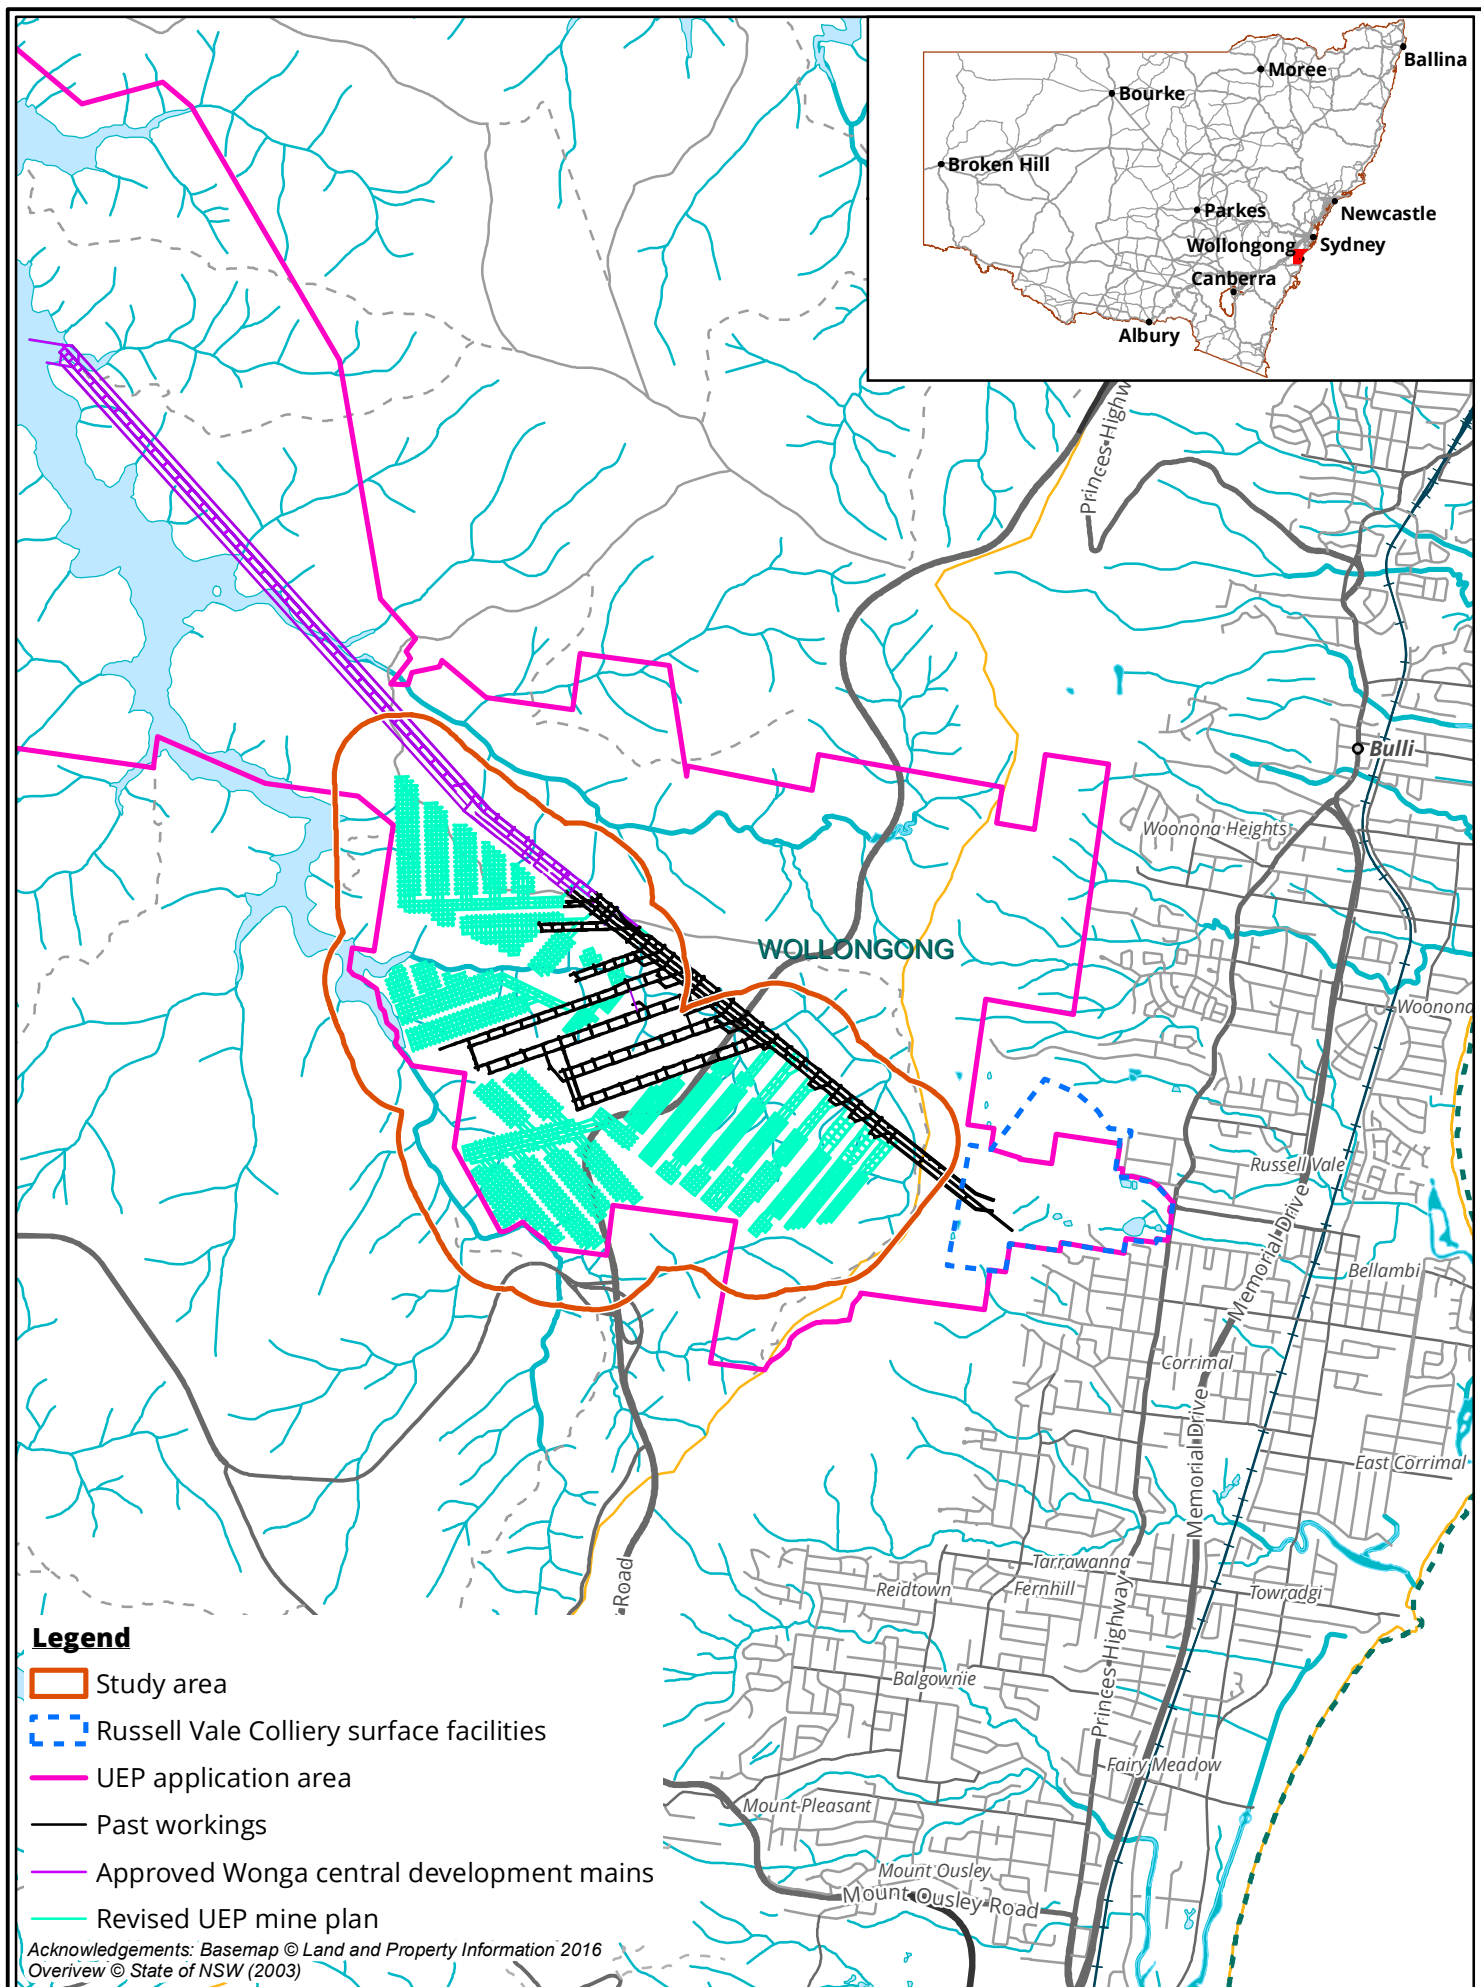 Ballina
Moree
Bourke
Broken Hill
Parkes
Newcastle
Wollongong
Sydney
Canberra
Albury
Princes Highw
Bulli
Woonona Heights
WOLLONGONG
Woonona
Russell Vale
Memorial Drive
Bellambi
Corrimal
Memorial Drive
East Corrimal
Tarrawanna
Reidtown
Fernhill
Towradgi
Road
Princes Highway
Balgownie
Fairy Meadow
Mount Pleasant
Mount Ousley
Mount Ousley Road
Legend
Study area
Russell Vale Colliery surface facilities
UEP application area
Past workings
Approved Wonga central development mains
Revised UEP mine plan
Acknowledgements: Basemap © Land and Property Information 2016
Overivew © State of NSW (2003)